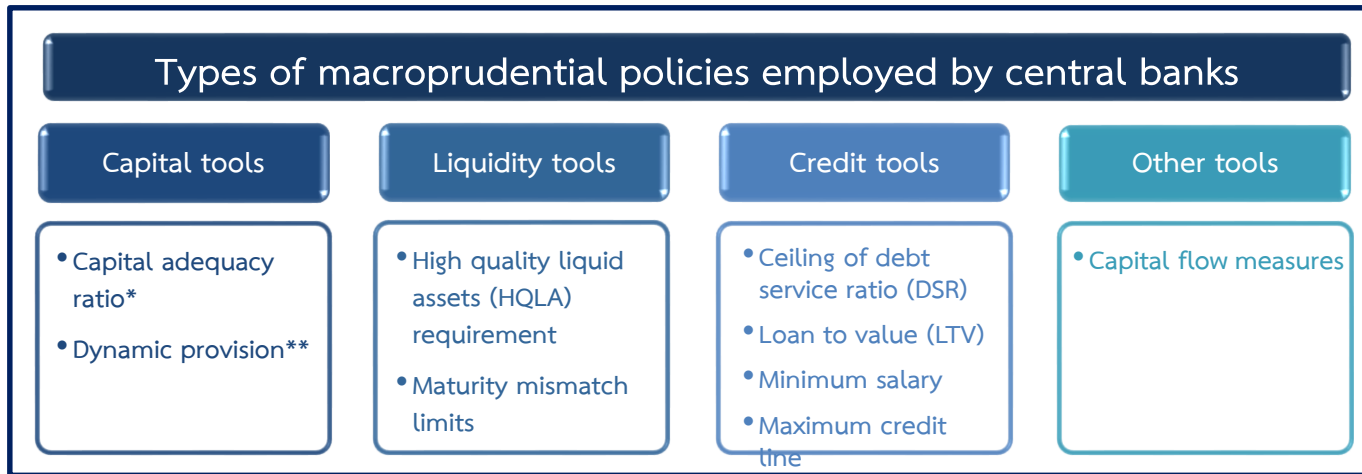 Types of macroprudential policies employed by central banks
Capital tools
• Capital adequacy
ratio*
• Dynamic provision**
Liquidity tools
• High quality liquid
assets (HQLA)
requirement
• Maturity mismatch
limits
Credit tools
• Ceiling of debt
service ratio (DSR)
• Loan to value (LTV)
• Minimum salary
• Maximum credit
line
Other tools
• Capital flow measures